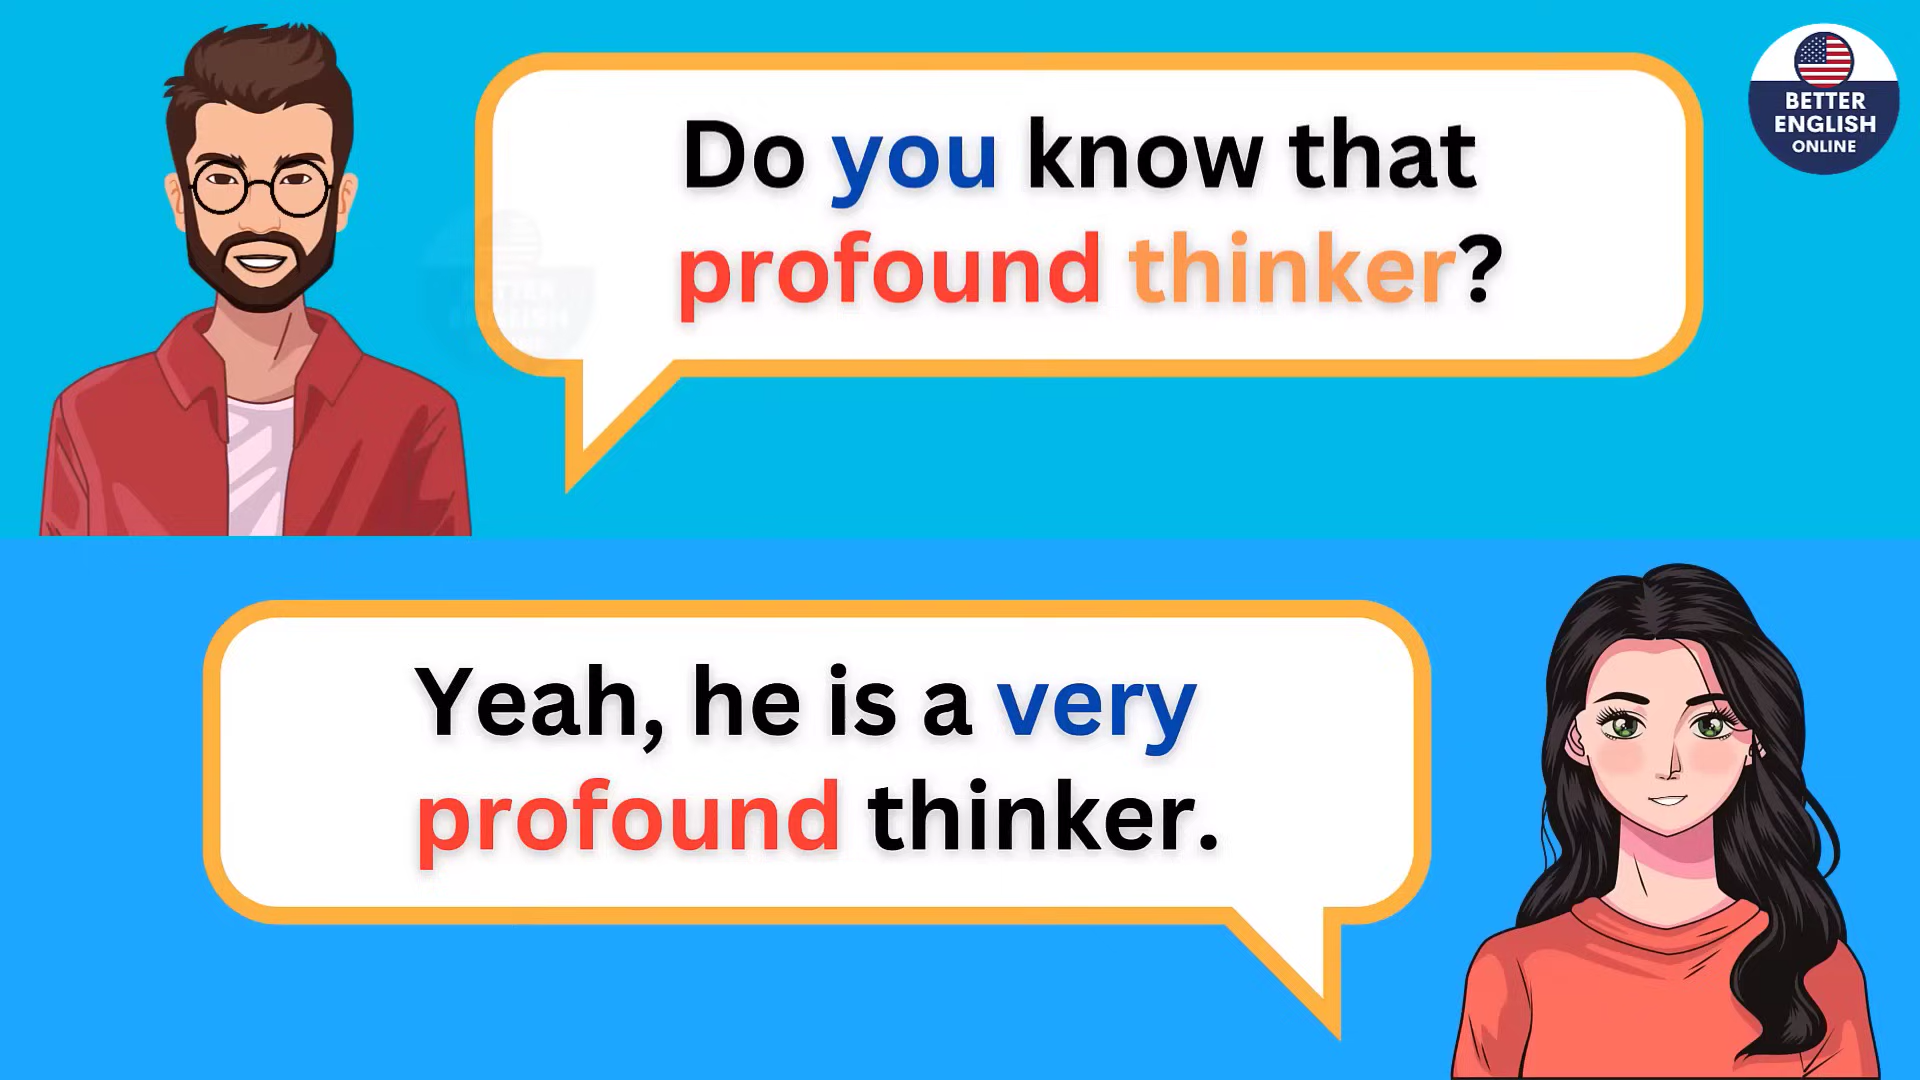 Do you know that
profound thinker?
BETTER
ENGLISH
ONLINE
Yeah, he is a very
profound thinker.